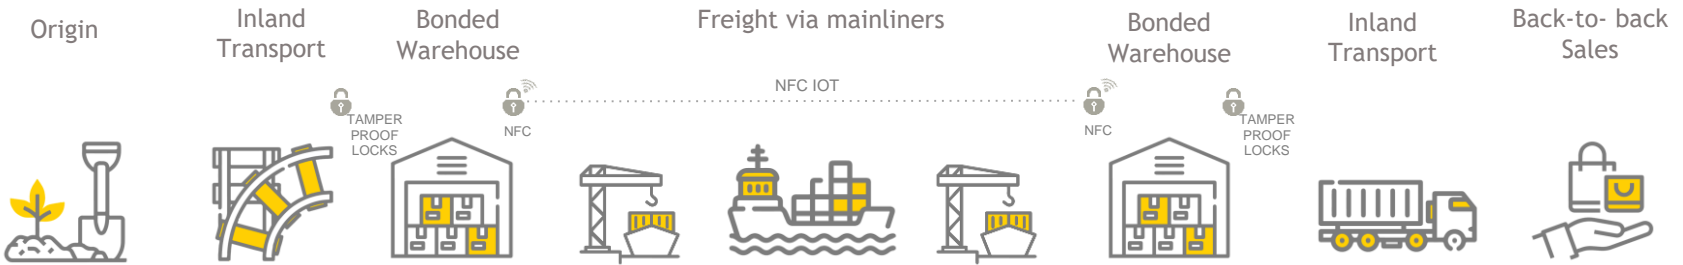 Origin
Inland
Transport
Bonded
Warehouse
Freight via mainliners
Bonded
Warehouse
Inland
Transport
Back-to- back
Sales
TAMPER
PROOF
LOCKS
NFC
NFC IOT
NFC
TAMPER
PROOF
LOCKS